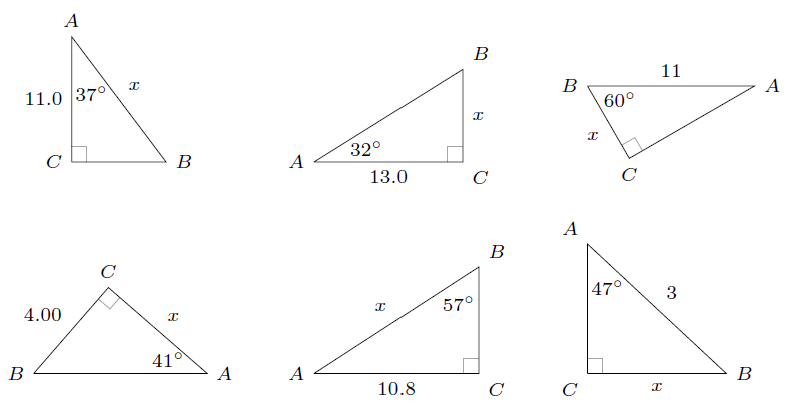 A
11.0 37° x
C B
B
x
A 32°
13.0 C
11
B A
60°
x
C
C
4.00 x
B 41° A
B
x 57°
A
10.8 C
A
47° 3
C x B